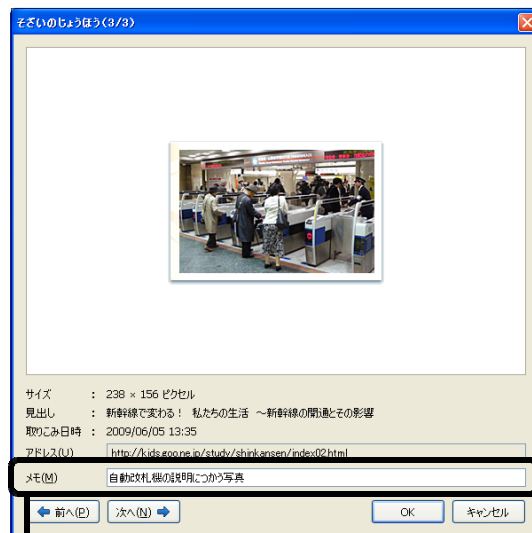 そざいのじょうほう(3/3)
サイズ : 238 × 156 ピクセル
見出し : 新幹線で変わる! 私たちの生活 ～新幹線の開通とその影響
取りこみ日時 : 2009/06/05 13:35
アドレス(U) http://kids.goo.ne.jp/study/shinkansen/index02.html
メモ(M) 自動改札機の説明につかう写真
前へ(P) 次へ(N) OK キャンセル